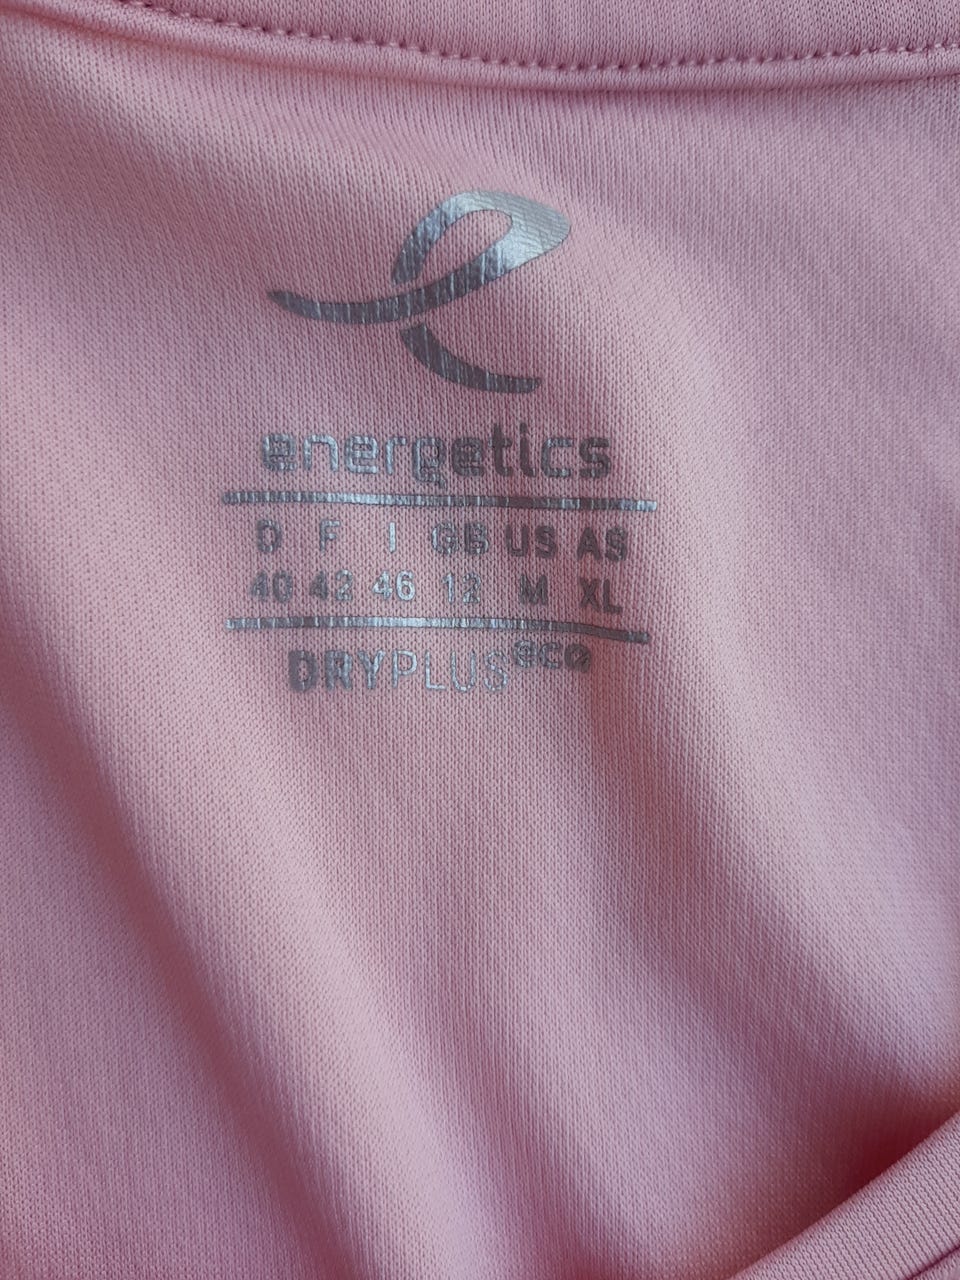 energetics
D F I GB US AS
40 42 46 12 M XL
DRYPLUS eco